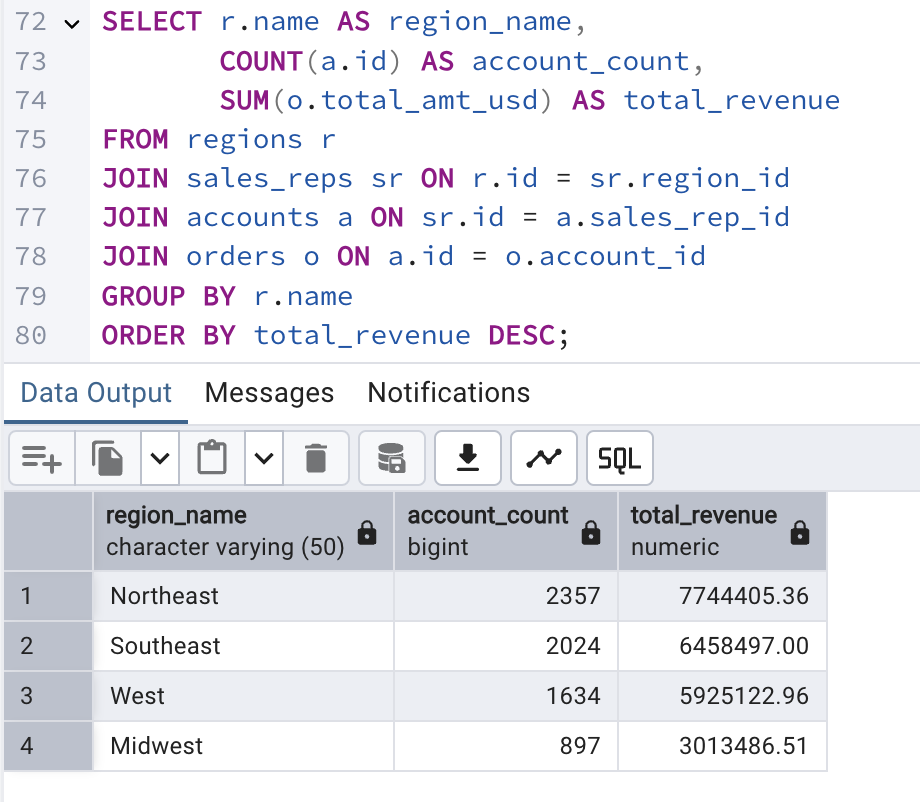 72 SELECT r.name AS region_name,
73 COUNT(a.id) AS account_count,
74 SUM(o.total_amt_usd) AS total_revenue
75 FROM regions r
76 JOIN sales_reps sr ON r.id = sr.region_id
77 JOIN accounts a ON sr.id = a.sales_rep_id
78 JOIN orders o ON a.id = o.account_id
79 GROUP BY r.name
80 ORDER BY total_revenue DESC;
Data Output Messages Notifications
SQL
region_name account_count total_revenue
character varying (50) bigint numeric
1 Northeast 2357 7744405.36
2 Southeast 2024 6458497.00
3 West 1634 5925122.96
4 Midwest 897 3013486.51